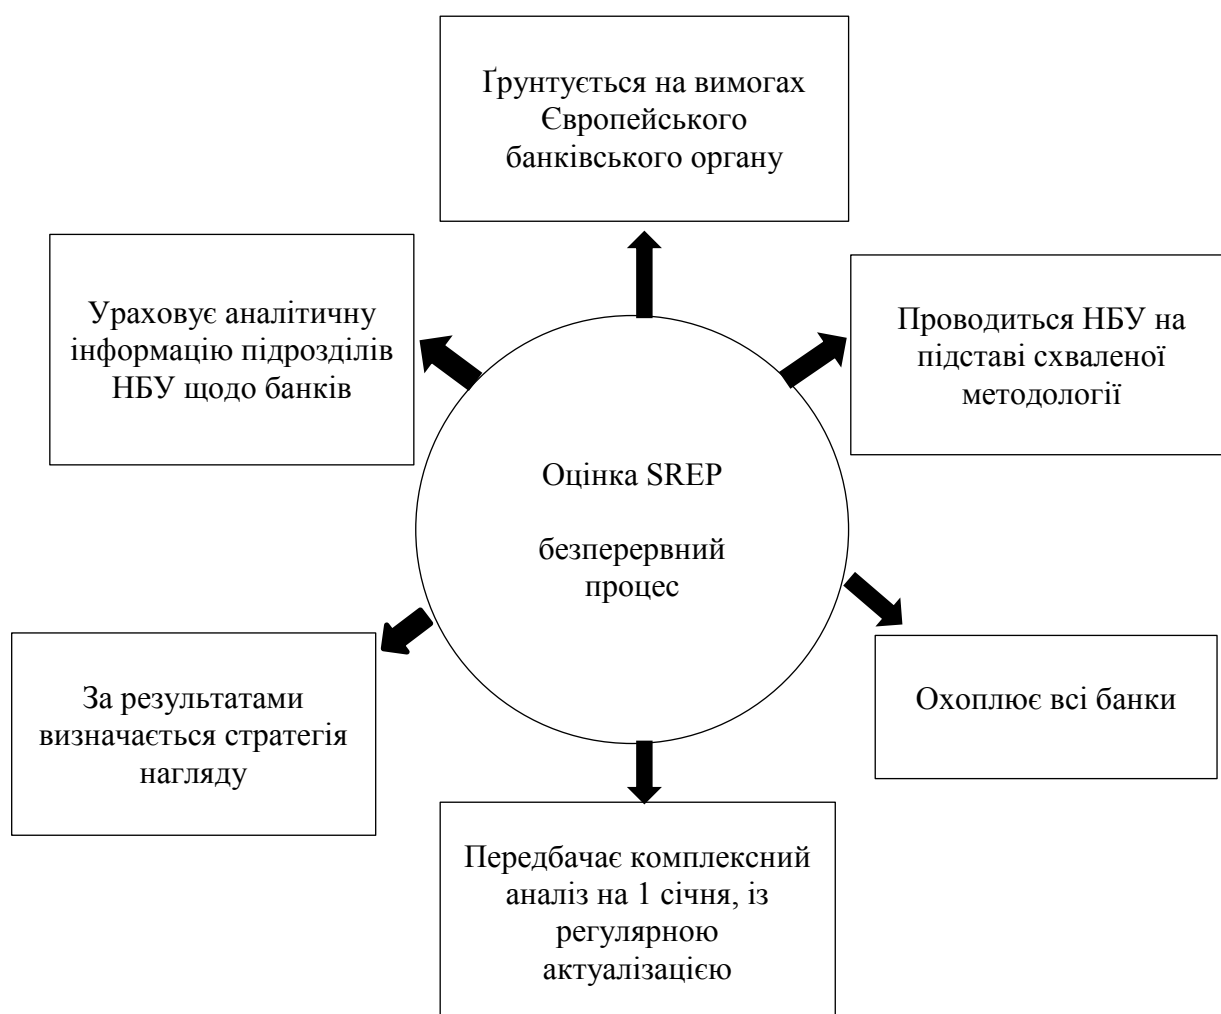 Ґрунтується на вимогах
Європейського
банківського органу
Ураховує аналітичну
інформацію підрозділів
НБУ щодо банків
Проводиться НБУ на
підставі схваленої
методології
Оцінка SREP
безперервний
процес
За результатами
визначається стратегія
нагляду
Охоплює всі банки
Передбачає комплексний
аналіз на 1 січня, із
регулярною
актуалізацією